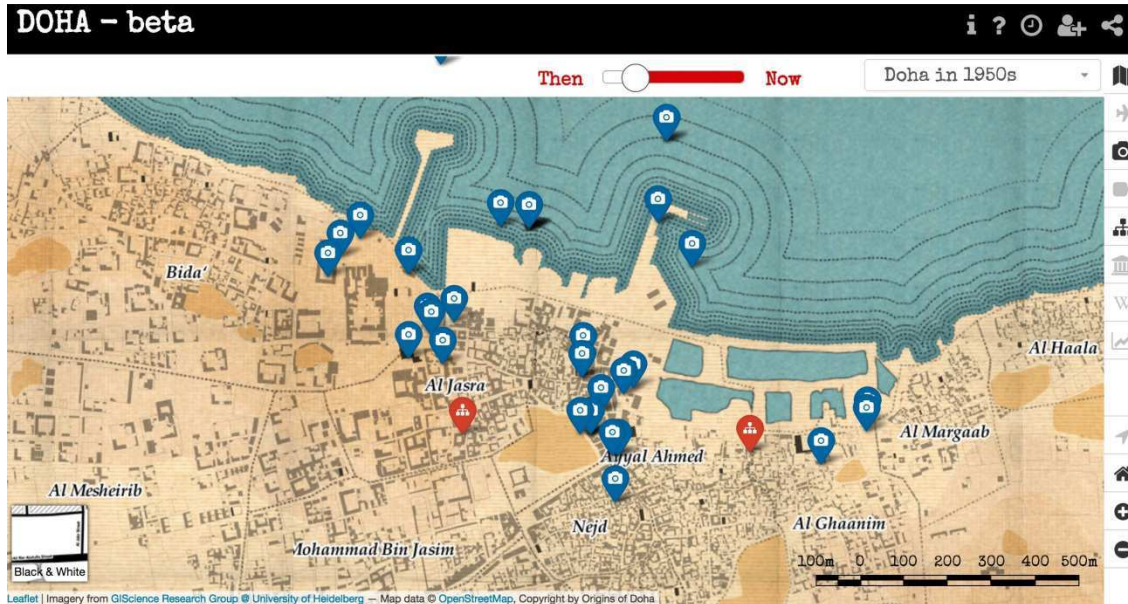 DOHA - beta
Then
Now
Doha in 1950s
Bida'
Al Haala
Al Jasra
Al Margaab
Ayyal Ahmed
Al Mesheirib
Nejd
Al Ghaanim
Mohammad Bin Jasim
100m 0 100 200 300 400 500m
Black & White
Leaflet | Imagery from GIScience Research Group @ University of Heidelberg — Map data © OpenStreetMap, Copyright by Origins of Doha